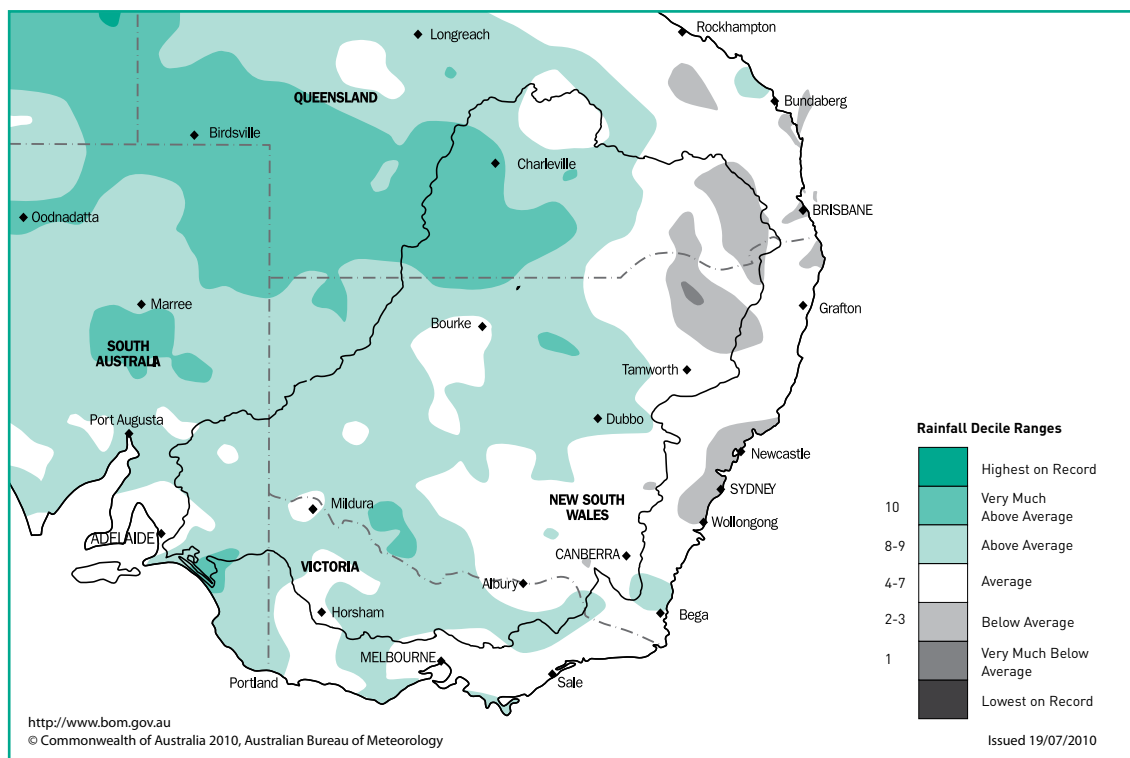 Rockhampton
Longreach
QUEENSLAND
Bundaberg
Birdsville
Charleville
Oodnadatta
BRISBANE
Marree
Grafton
Bourke
SOUTH
AUSTRALIA
Tamworth
Port Augusta
Dubbo
Newcastle
SYDNEY
Mildura
NEW SOUTH
WALES
Wollongong
ADELAIDE
CANBERRA
VICTORIA
Albury
Horsham
Bega
MELBOURNE
Portland
Sale
Rainfall Decile Ranges
Highest on Record
10 Very Much
Above Average
8-9 Above Average
4-7 Average
2-3 Below Average
1 Very Much Below
Average
Lowest on Record
http://www.bom.gov.au
© Commonwealth of Australia 2010, Australian Bureau of Meteorology
Issued 19/07/2010